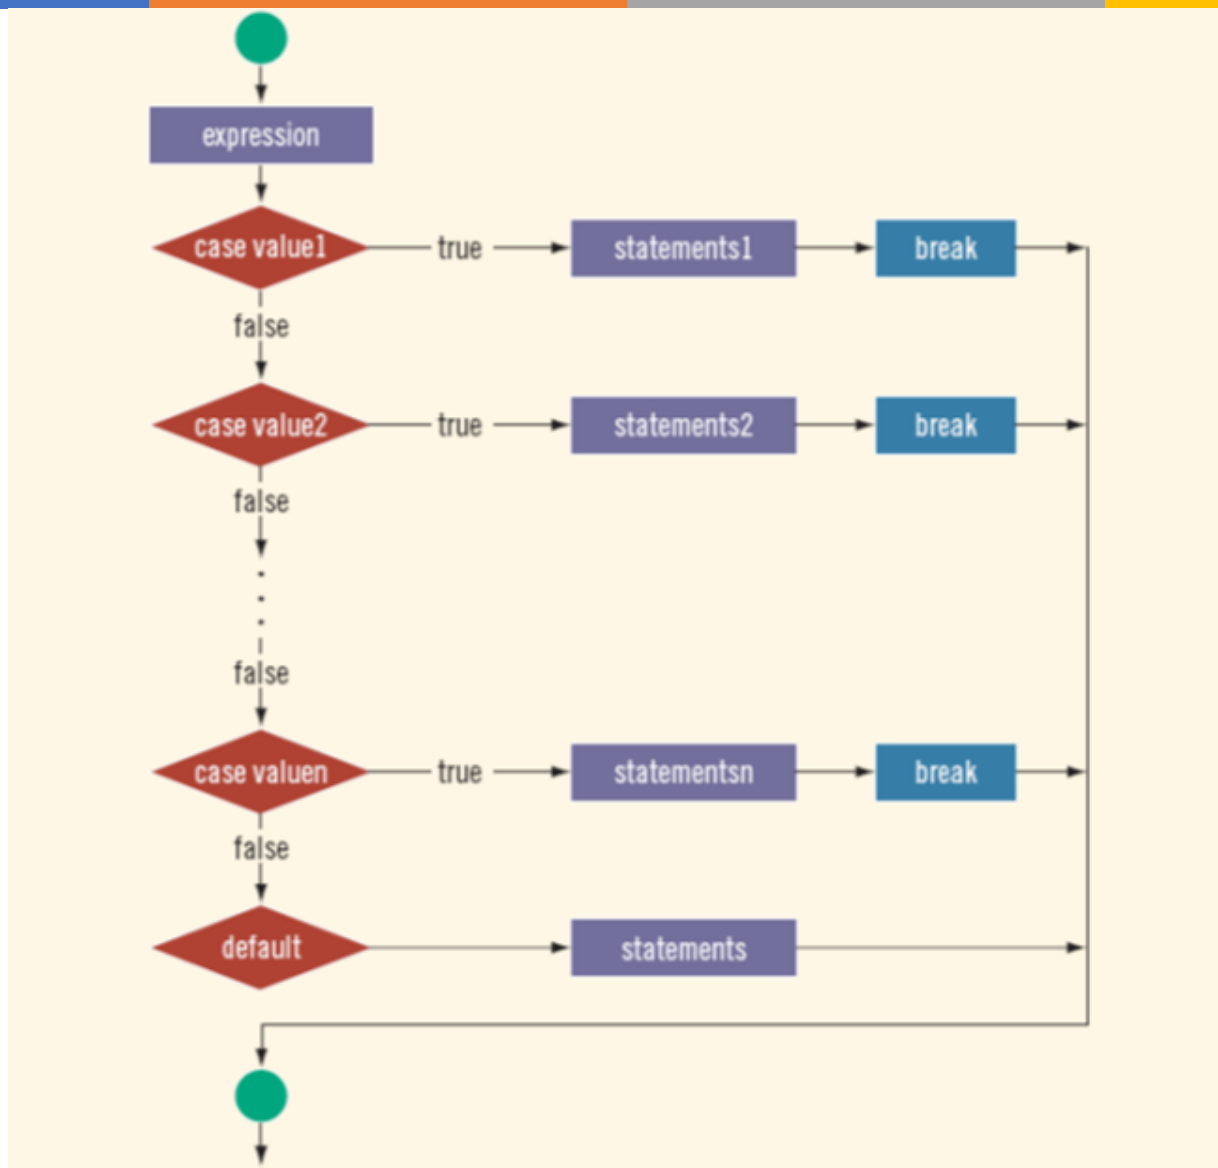 expression
case value1
true
statements1
break
false
case value2
true
statements2
break
false
false
case valuen
true
statementsn
break
false
default
statements